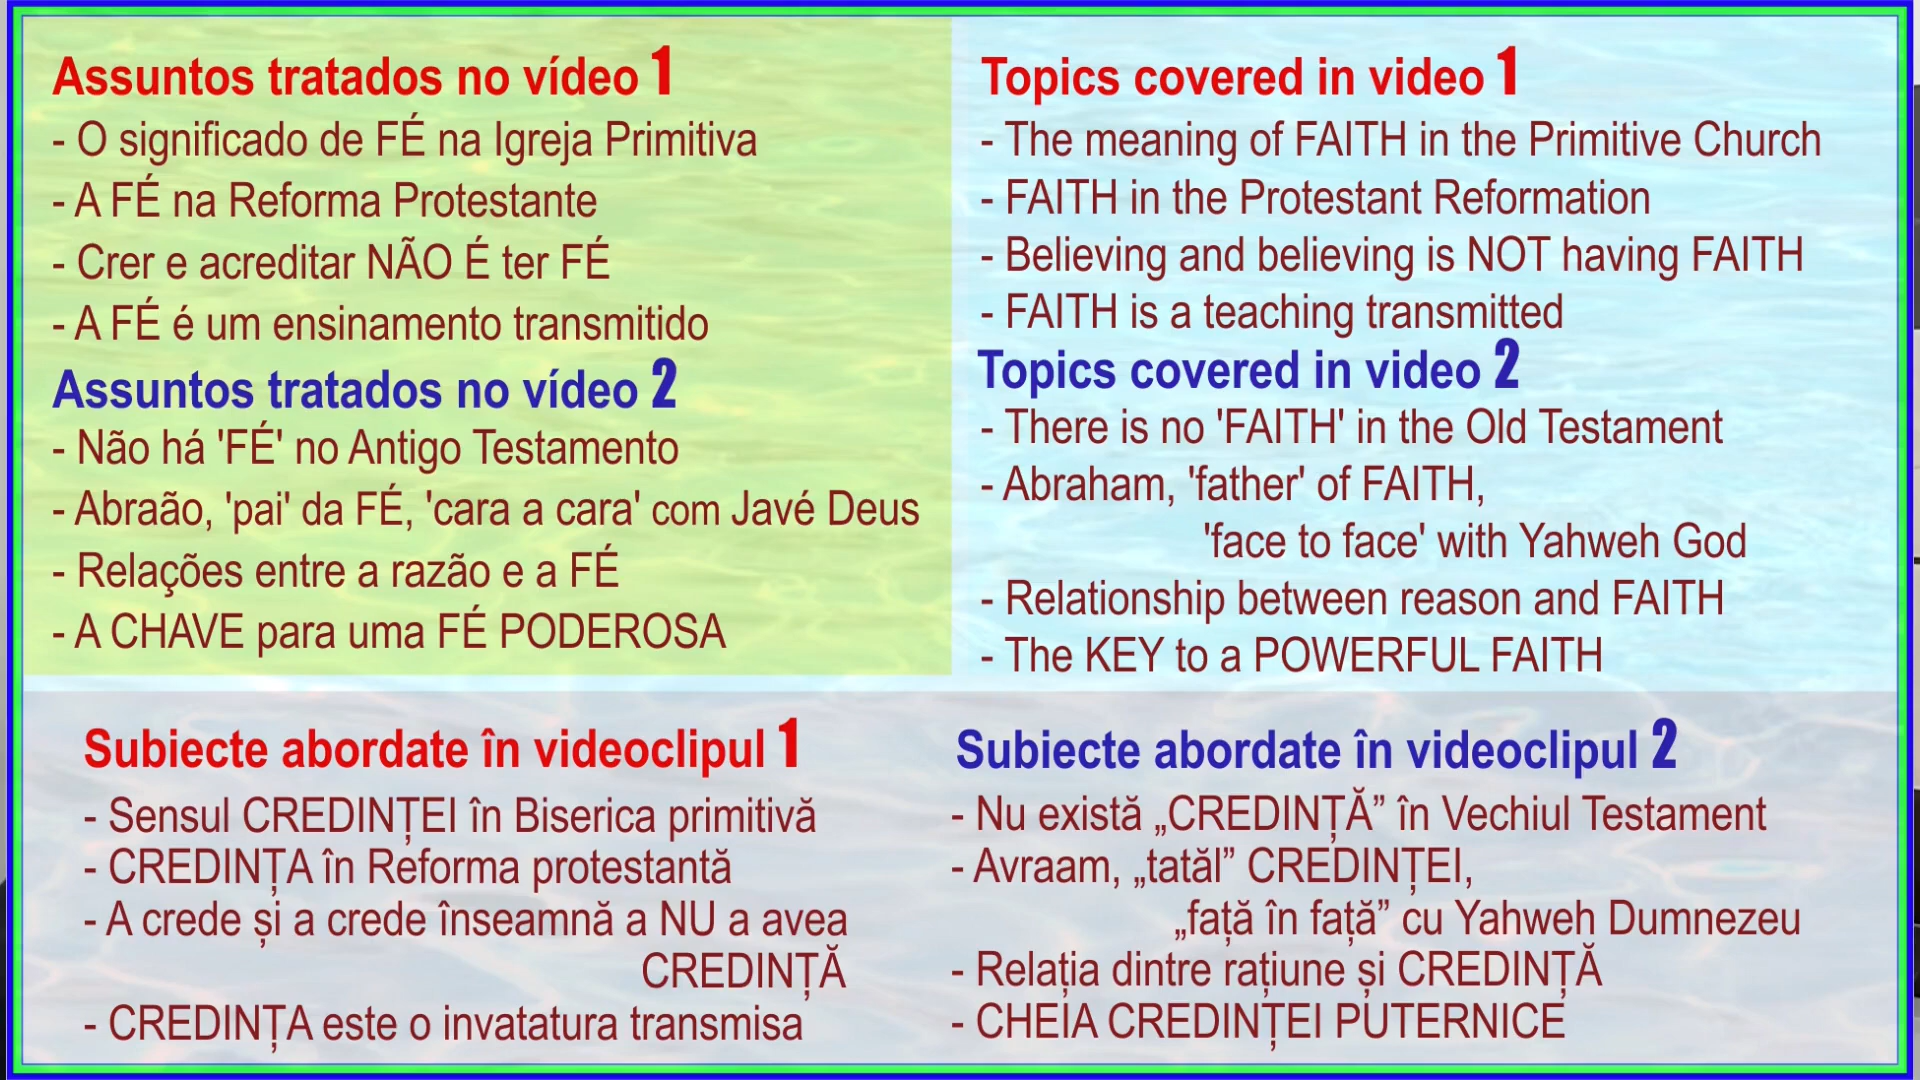 Assuntos tratados no vídeo 1
- O significado de FÉ na Igreja Primitiva
- A FÉ na Reforma Protestante
- Crer e acreditar NÃO É ter FÉ
- A FÉ é um ensinamento transmitido
Assuntos tratados no vídeo 2
- Não há 'FÉ' no Antigo Testamento
- Abraão, 'pai' da FÉ, 'cara a cara' com Javé Deus
- Relações entre a razão e a FÉ
- A CHAVE para uma FÉ PODEROSA
Topics covered in video 1
- The meaning of FAITH in the Primitive Church
- FAITH in the Protestant Reformation
- Believing and believing is NOT having FAITH
- FAITH is a teaching transmitted
Topics covered in video 2
- There is no 'FAITH' in the Old Testament
- Abraham, 'father' of FAITH,
'face to face' with Yahweh God
- Relationship between reason and FAITH
- The KEY to a POWERFUL FAITH
Subiecte abordate în videoclipul 1
- Sensul CREDINȚEI în Biserica primitivă
- CREDINȚA în Reforma protestantă
- A crede și a crede înseamnă a NU a avea
CREDINȚĂ
- CREDINȚA este o invatatura transmisa
Subiecte abordate în videoclipul 2
- Nu există „CREDINȚĂ” în Vechiul Testament
- Avraam, „tatăl” CREDINȚEI,
„față în față” cu Yahweh Dumnezeu
- Relația dintre rațiune și CREDINȚĂ
- CHEIA CREDINȚEI PUTERNICE